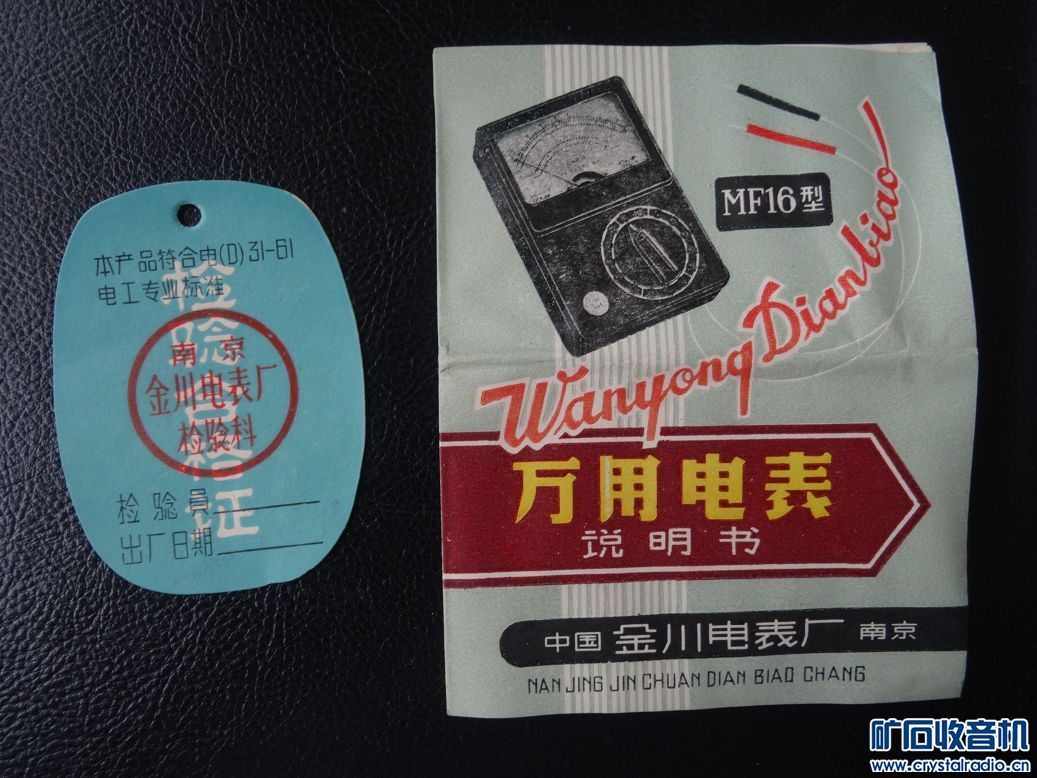 本产品符合电(D)31-61
电工专业标准
检验合格证
南京
金川电表厂
检验科
检验員
出厂日期
MF16型
Wanyong Dianbiao
万用电表
说明书
中国 金川电表厂 南京
NAN JING JIN CHUAN DIAN BIAO CHANG
矿石收音机
www.crystalradio.cn